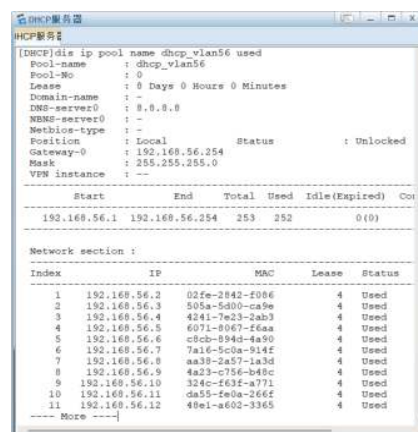 DHCP服务器
HCP服务器
[DHCP]dis ip pool name dhcp_vlan56 used
Pool-name : dhcp_vlan56
Pool-No : 0
Lease : 0 Days 0 Hours 0 Minutes
Domain-name : -
DNS-server0 : 8.8.8.8
NBNS-server0 : -
Netbios-type : -
Position : Local Status : Unlocked
Gateway-0 : 192.168.56.254
Mask : 255.255.255.0
VPN instance : --
Start End Total Used Idle(Expired)
192.168.56.1 192.168.56.254 253 252 0(0)
Network section :
Index IP MAC Lease Status
1 192.168.56.2 02fe-2842-f086 4 Used
2 192.168.56.3 505a-5d00-ca9e 4 Used
3 192.168.56.4 4241-7e23-2ab3 4 Used
4 192.168.56.5 6071-8067-f6aa 4 Used
5 192.168.56.6 c8cb-894d-4a90 4 Used
6 192.168.56.7 7a16-5c0a-914f 4 Used
7 192.168.56.8 aa38-2a57-1a3d 4 Used
8 192.168.56.9 4a23-c756-b48c 4 Used
9 192.168.56.10 324c-f63f-a771 4 Used
10 192.168.56.11 da55-fe0a-266f 4 Used
11 192.168.56.12 48e1-a602-3365 4 Used
---- More ----